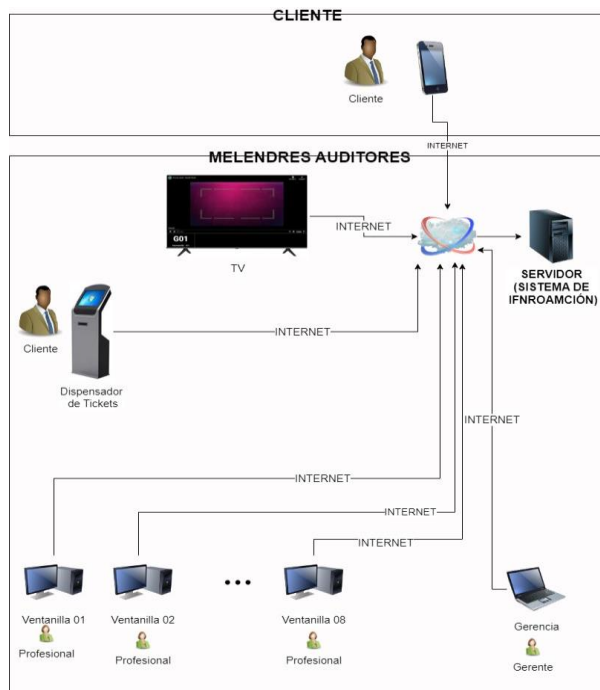 CLIENTE
Cliente
INTERNET
MELENDRES AUDITORES
G01
TV
INTERNET
SERVIDOR
(SISTEMA DE
IFNROAMCIÓN)
Cliente
Dispensador
de Tickets
INTERNET
INTERNET
INTERNET
INTERNET
INTERNET
Ventanilla 01
Profesional
Ventanilla 02
Profesional
...
Ventanilla 08
Profesional
Gerencia
Gerente